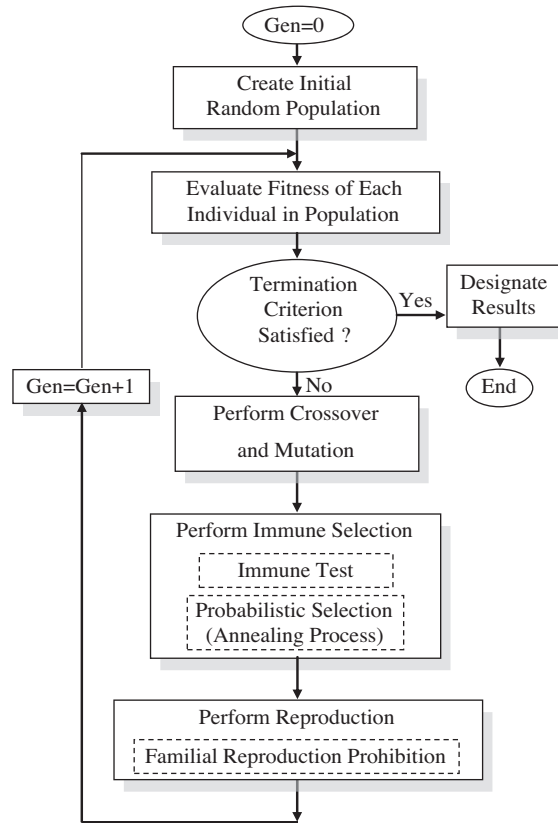 Gen=0
Create Initial
Random Population
Evaluate Fitness of Each
Individual in Population
Termination
Criterion
Satisfied ?
Yes
Designate
Results
End
No
Gen=Gen+1
Perform Crossover
and Mutation
Perform Immune Selection
Immune Test
Probabilistic Selection
(Annealing Process)
Perform Reproduction
Familial Reproduction Prohibition